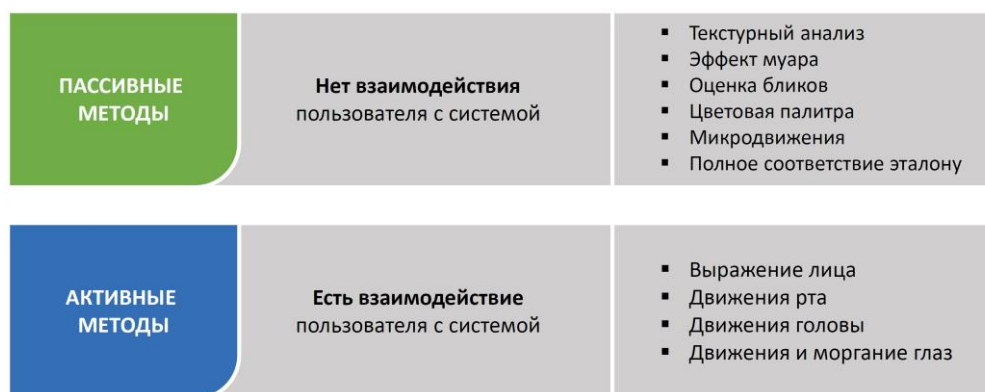 ПАССИВНЫЕ
МЕТОДЫ
Нет взаимодействия
пользователя с системой
▪ Текстурный анализ
▪ Эффект муара
▪ Оценка бликов
▪ Цветовая палитра
▪ Микродвижения
▪ Полное соответствие эталону
АКТИВНЫЕ
МЕТОДЫ
Есть взаимодействие
пользователя с системой
▪ Выражение лица
▪ Движения рта
▪ Движения головы
▪ Движения и моргание глаз